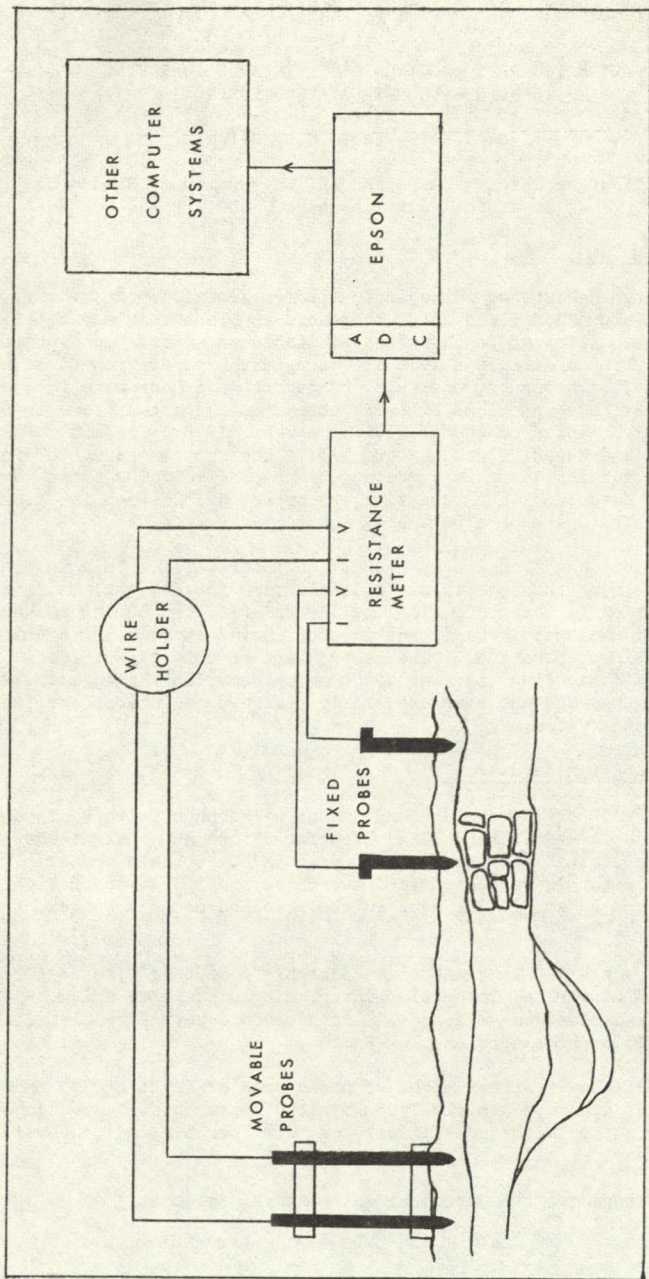 OTHER
COMPUTER
SYSTEMS
EPSON
A
D
C
RESISTANCE
METER
I
V
I
V
WIRE
HOLDER
FIXED
PROBES
MOVABLE
PROBES